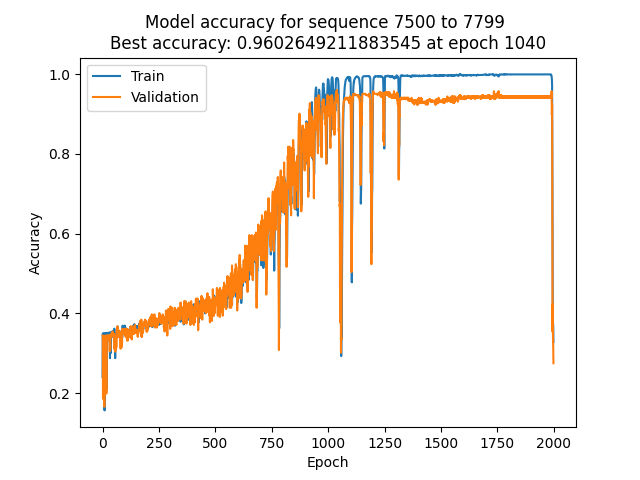 Model accuracy for sequence 7500 to 7799
Best accuracy: 0.9602649211883545 at epoch 1040
Train
Validation
1.0
0.8
0.6
0.4
0.2
Accuracy
0
250
500
750
1000
1250
1500
1750
2000
Epoch